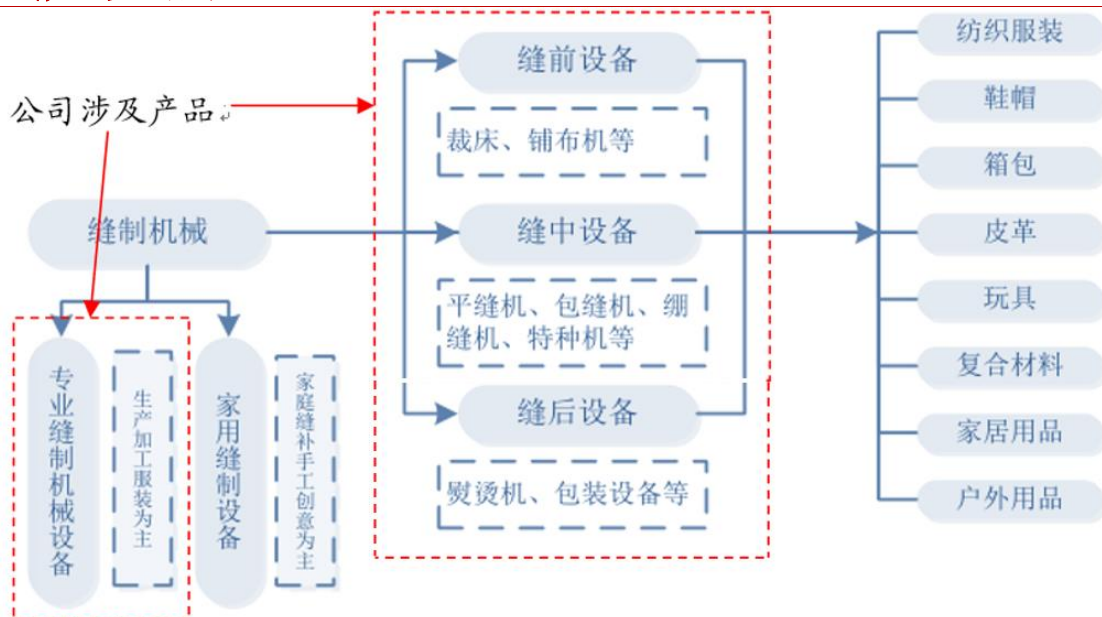 公司涉及产品
缝制机械
专业缝制机械设备
生产加工服装为主
家用缝制设备
家庭缝补手工创意为主
缝前设备
裁床、铺布机等
缝中设备
平缝机、包缝机、绷
缝机、特种机等
缝后设备
熨烫机、包装设备等
纺织服装
鞋帽
箱包
皮革
玩具
复合材料
家居用品
户外用品